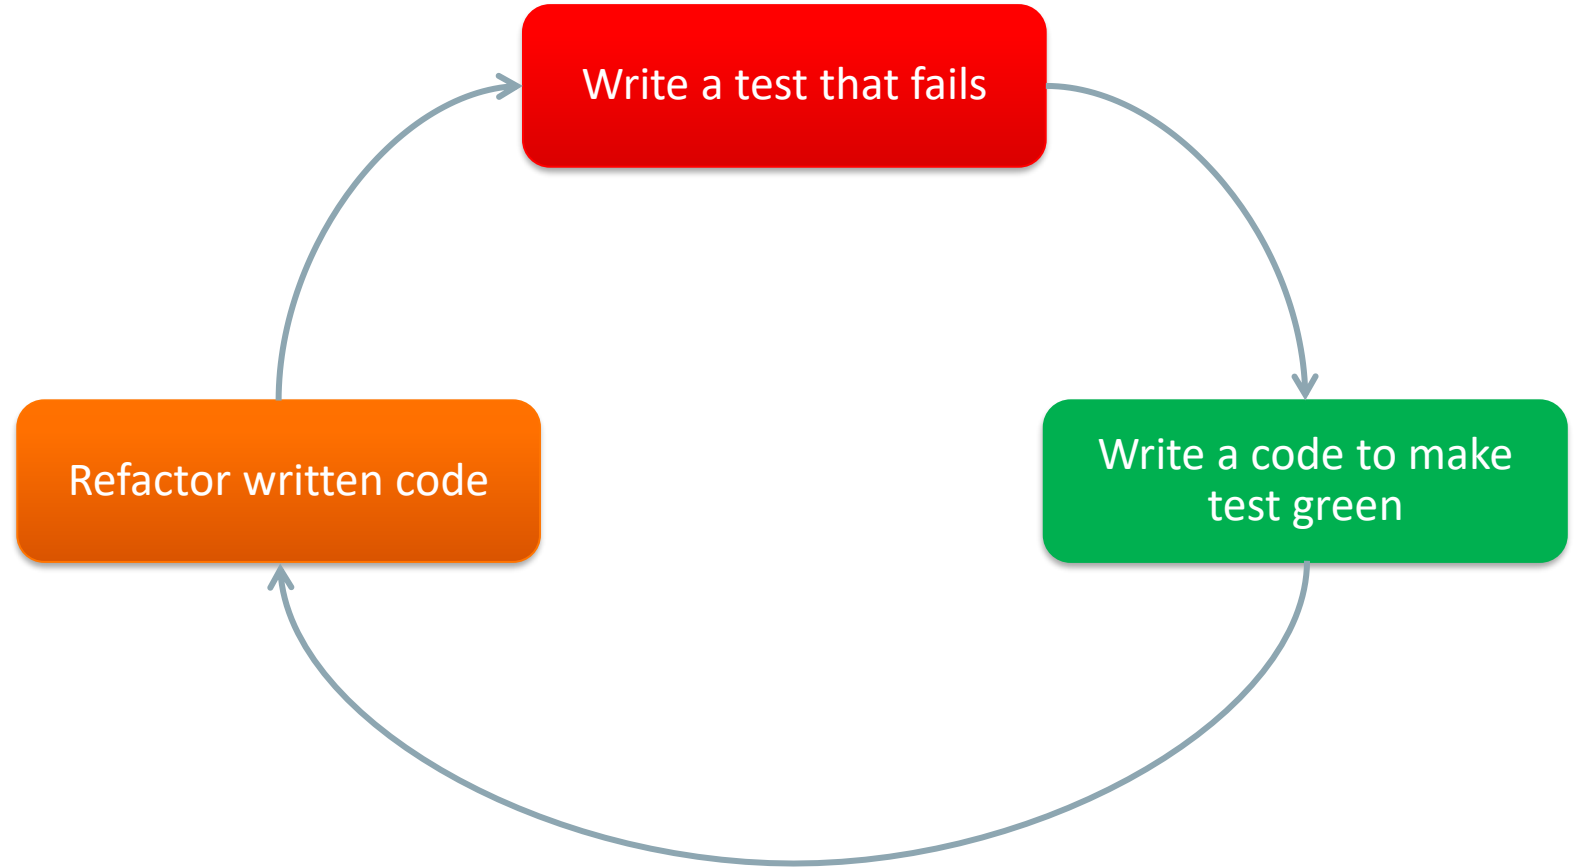 Write a test that fails
Write a code to make
test green
Refactor written code